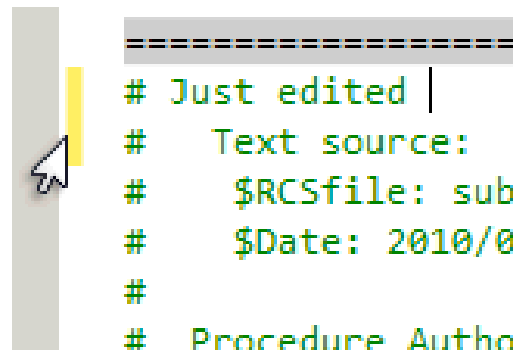 ==================
# Just edited
# Text source:
# $RCSfile: sub
# $Date: 2010/0
#
# Procedure Autho